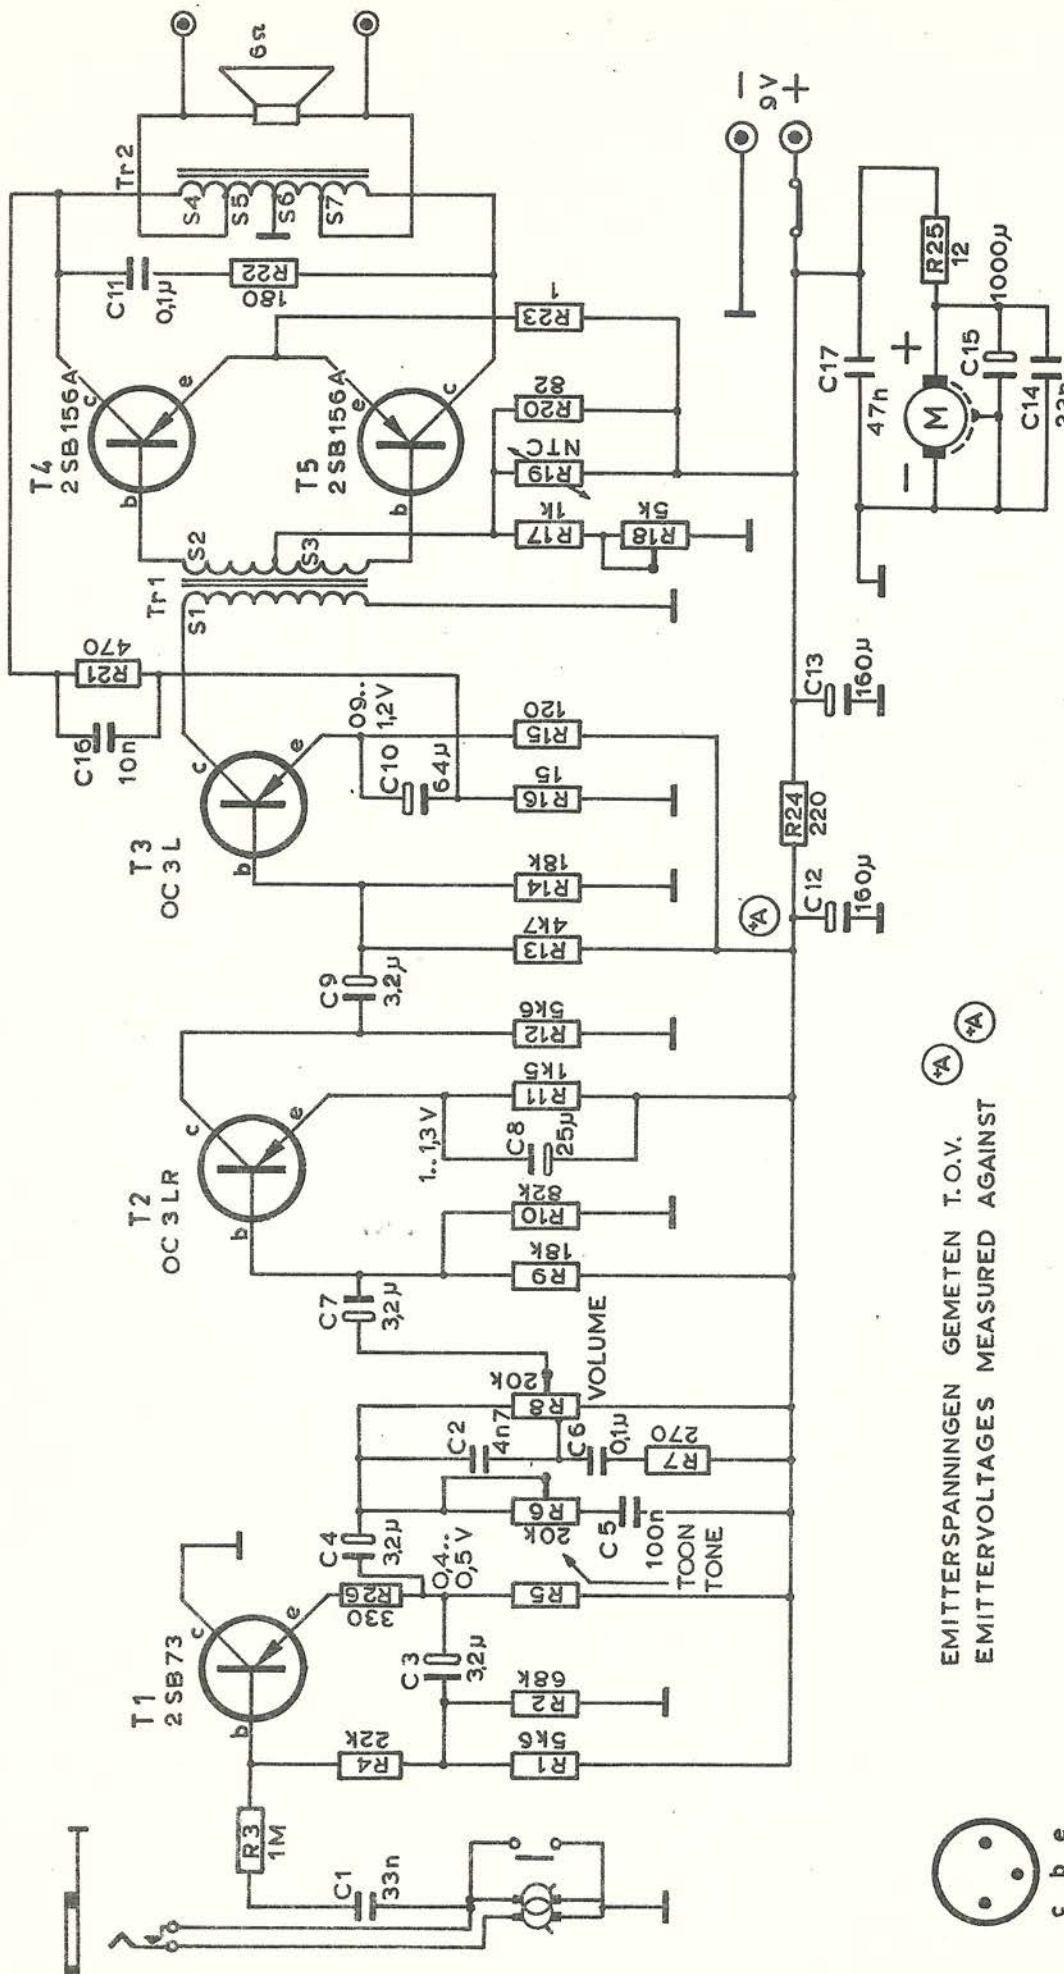 T1
2SB73
T2
OC3LR
T3
OC3L
T4
2SB156A
T5
2SB156A
R3
1M
C1
33n
b
c
e
R4
22k
R1
5k6
R2
68k
C3
3,2µ
R26
330
0,4..
0,5V
R5
C4
3,2µ
R6
20k
C5
100n
TOON
TONE
C2
4n7
C6
0,1µ
R7
270
R8
20k
VOLUME
C7
3,2µ
b
c
e
R9
18k
R10
82k
1..1,3V
C8
25µ
R11
1k5
R12
5k6
C9
3,2µ
b
c
e
R13
4k7
R14
18k
R16
15
R15
120
C10
64µ
09..
1,2V
C16
10n
R21
470
Tr1
S1
S2
S3
b
c
e
b
c
e
R17
1k
R18
5k
R19
NTC
R20
82
R23
1
C11
0,1µ
R22
180
Tr2
S4
S5
S6
S7
6Ω
+A
C12
160µ
R24
220
C13
160µ
−
9V
+
C17
47n
R25
12
−
M
+
C15
1000µ
C14
EMITTERSPANNINGEN GEMETEN T.O.V. +A
EMITTERVOLTAGES MEASURED AGAINST +A
c b e